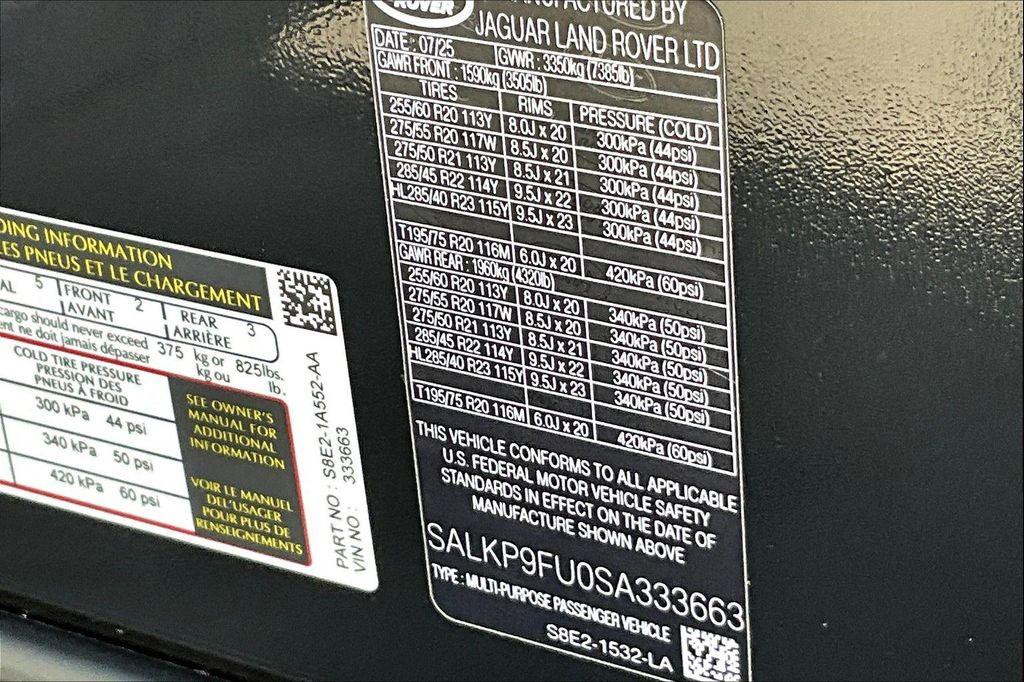 ROVER
MANUFACTURED BY
JAGUAR LAND ROVER LTD
DATE : 07/25 GVWR : 3350kg (7385lb)
GAWR FRONT : 1590kg (3505lb)
TIRES RIMS PRESSURE (COLD)
255/60 R20 113Y 8.0J x 20 300kPa (44psi)
275/55 R20 117W 8.5J x 20 300kPa (44psi)
275/50 R21 113Y 8.5J x 21 300kPa (44psi)
285/45 R22 114Y 9.5J x 22 300kPa (44psi)
HL285/40 R23 115Y 9.5J x 23 300kPa (44psi)
T195/75 R20 116M 6.0J x 20 420kPa (60psi)
GAWR REAR : 1960kg (4320lb)
255/60 R20 113Y 8.0J x 20 340kPa (50psi)
275/55 R20 117W 8.5J x 20 340kPa (50psi)
275/50 R21 113Y 8.5J x 21 340kPa (50psi)
285/45 R22 114Y 9.5J x 22 340kPa (50psi)
HL285/40 R23 115Y 9.5J x 23 340kPa (50psi)
T195/75 R20 116M 6.0J x 20 420kPa (60psi)
THIS VEHICLE CONFORMS TO ALL APPLICABLE
U.S. FEDERAL MOTOR VEHICLE SAFETY
STANDARDS IN EFFECT ON THE DATE OF
MANUFACTURE SHOWN ABOVE
SALKP9FU0SA333663
TYPE : MULTI-PURPOSE PASSENGER VEHICLE
S8E2-1532-LA
DING INFORMATION
LES PNEUS ET LE CHARGEMENT
AL 5 FRONT 2 REAR 3
AVANT ARRIÈRE
cargo should never exceed 375 kg or 825lbs.
ent ne doit jamais dépasser kg ou lb.
COLD TIRE PRESSURE
PRESSION DES
PNEUS À FROID
300 kPa 44 psi
340 kPa 50 psi
420 kPa 60 psi
SEE OWNER'S
MANUAL FOR
ADDITIONAL
INFORMATION
VOIR LE MANUEL
DE L'USAGER
POUR PLUS DE
RENSEIGNEMENTS
PART NO : S8E2-1A552-AA
VIN NO : 333663